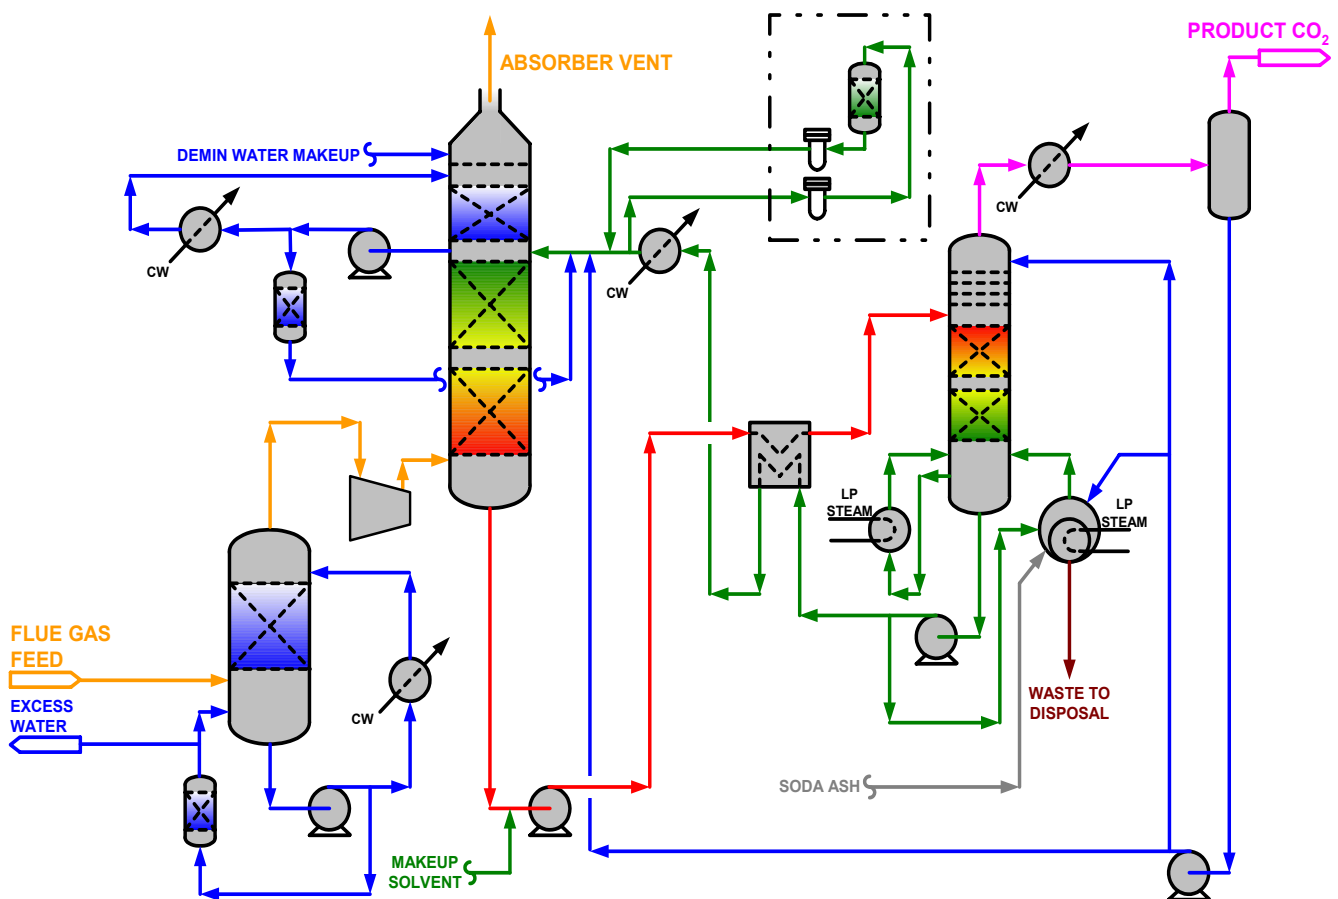 PRODUCT CO₂
ABSORBER VENT
DEMIN WATER MAKEUP
CW
CW
CW
CW
LP
STEAM
LP
STEAM
FLUE GAS
FEED
EXCESS
WATER
WASTE TO
DISPOSAL
SODA ASH
MAKEUP
SOLVENT